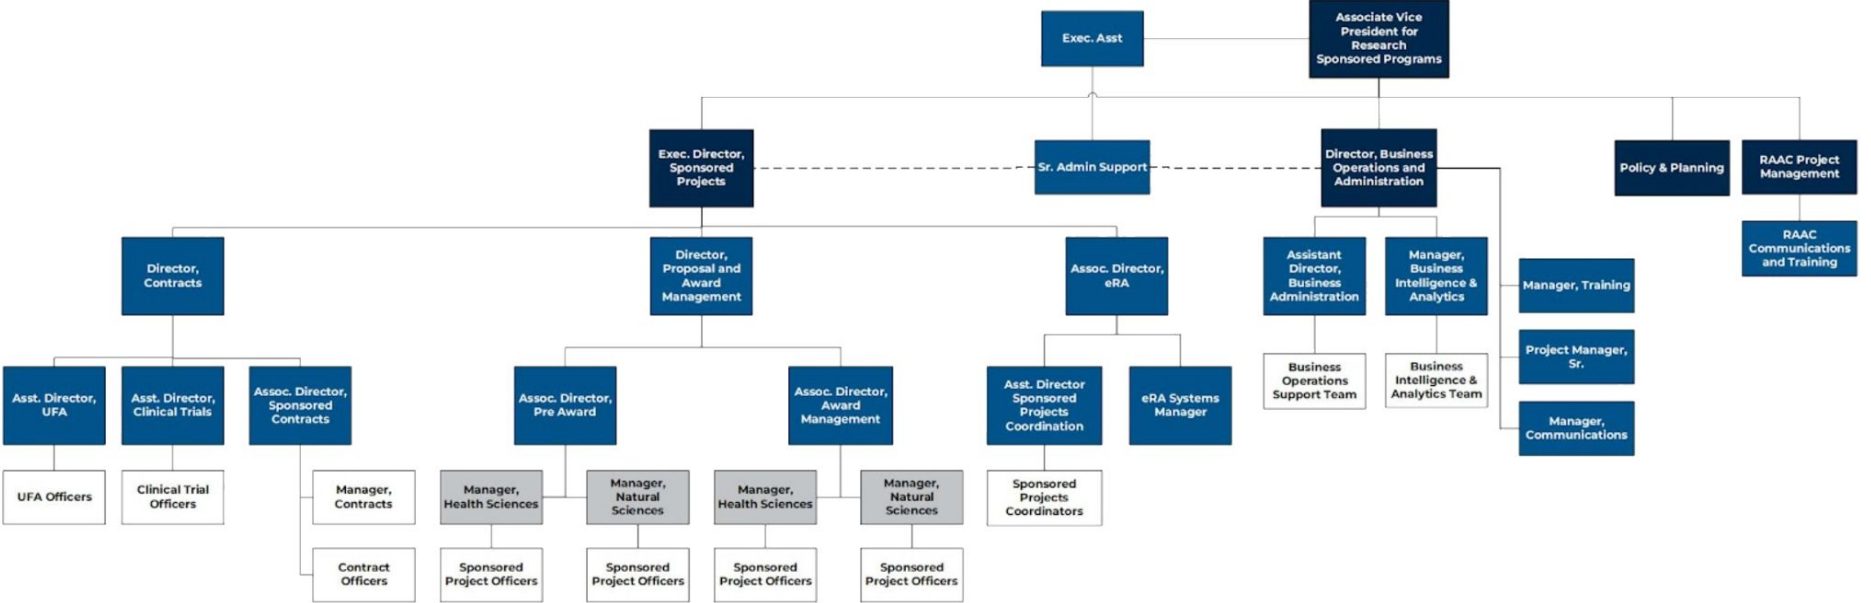 Exec. Asst
Associate Vice
President for
Research
Sponsored Programs
Exec. Director,
Sponsored
Projects
Sr. Admin Support
Director, Business
Operations and
Administration
Policy & Planning
RAAC Project
Management
RAAC
Communications
and Training
Director,
Contracts
Director,
Proposal and
Award
Management
Assoc. Director,
eRA
Assistant
Director,
Business
Administration
Manager,
Business
Intelligence &
Analytics
Manager, Training
Project Manager,
Sr.
Manager,
Communications
Business
Operations
Support Team
Business
Intelligence &
Analytics Team
Asst. Director,
UFA
Asst. Director,
Clinical Trials
Assoc. Director,
Sponsored
Contracts
Assoc. Director,
Pre Award
Assoc. Director,
Award
Management
Asst. Director
Sponsored
Projects
Coordination
eRA Systems
Manager
UFA Officers
Clinical Trial
Officers
Manager,
Contracts
Manager,
Health Sciences
Manager,
Natural
Sciences
Manager,
Health Sciences
Manager,
Natural
Sciences
Sponsored
Projects
Coordinators
Contract
Officers
Sponsored
Project Officers
Sponsored
Project Officers
Sponsored
Project Officers
Sponsored
Project Officers